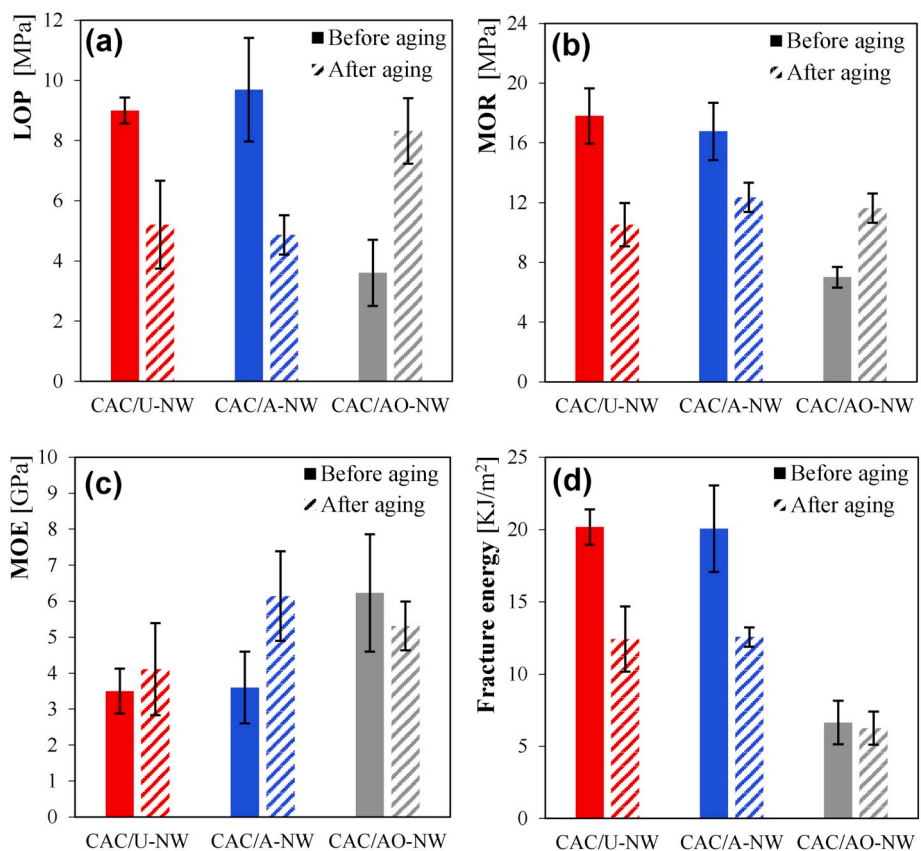 (a)
LOP [MPa]
12
10
8
6
4
2
0
Before aging
After aging
CAC/U-NW CAC/A-NW CAC/AO-NW
(b)
MOR [MPa]
24
20
16
12
8
4
0
Before aging
After aging
CAC/U-NW CAC/A-NW CAC/AO-NW
(c)
MOE [GPa]
10
9
8
7
6
5
4
3
2
1
0
Before aging
After aging
CAC/U-NW CAC/A-NW CAC/AO-NW
(d)
Fracture energy [KJ/m²]
25
20
15
10
5
0
Before aging
After aging
CAC/U-NW CAC/A-NW CAC/AO-NW